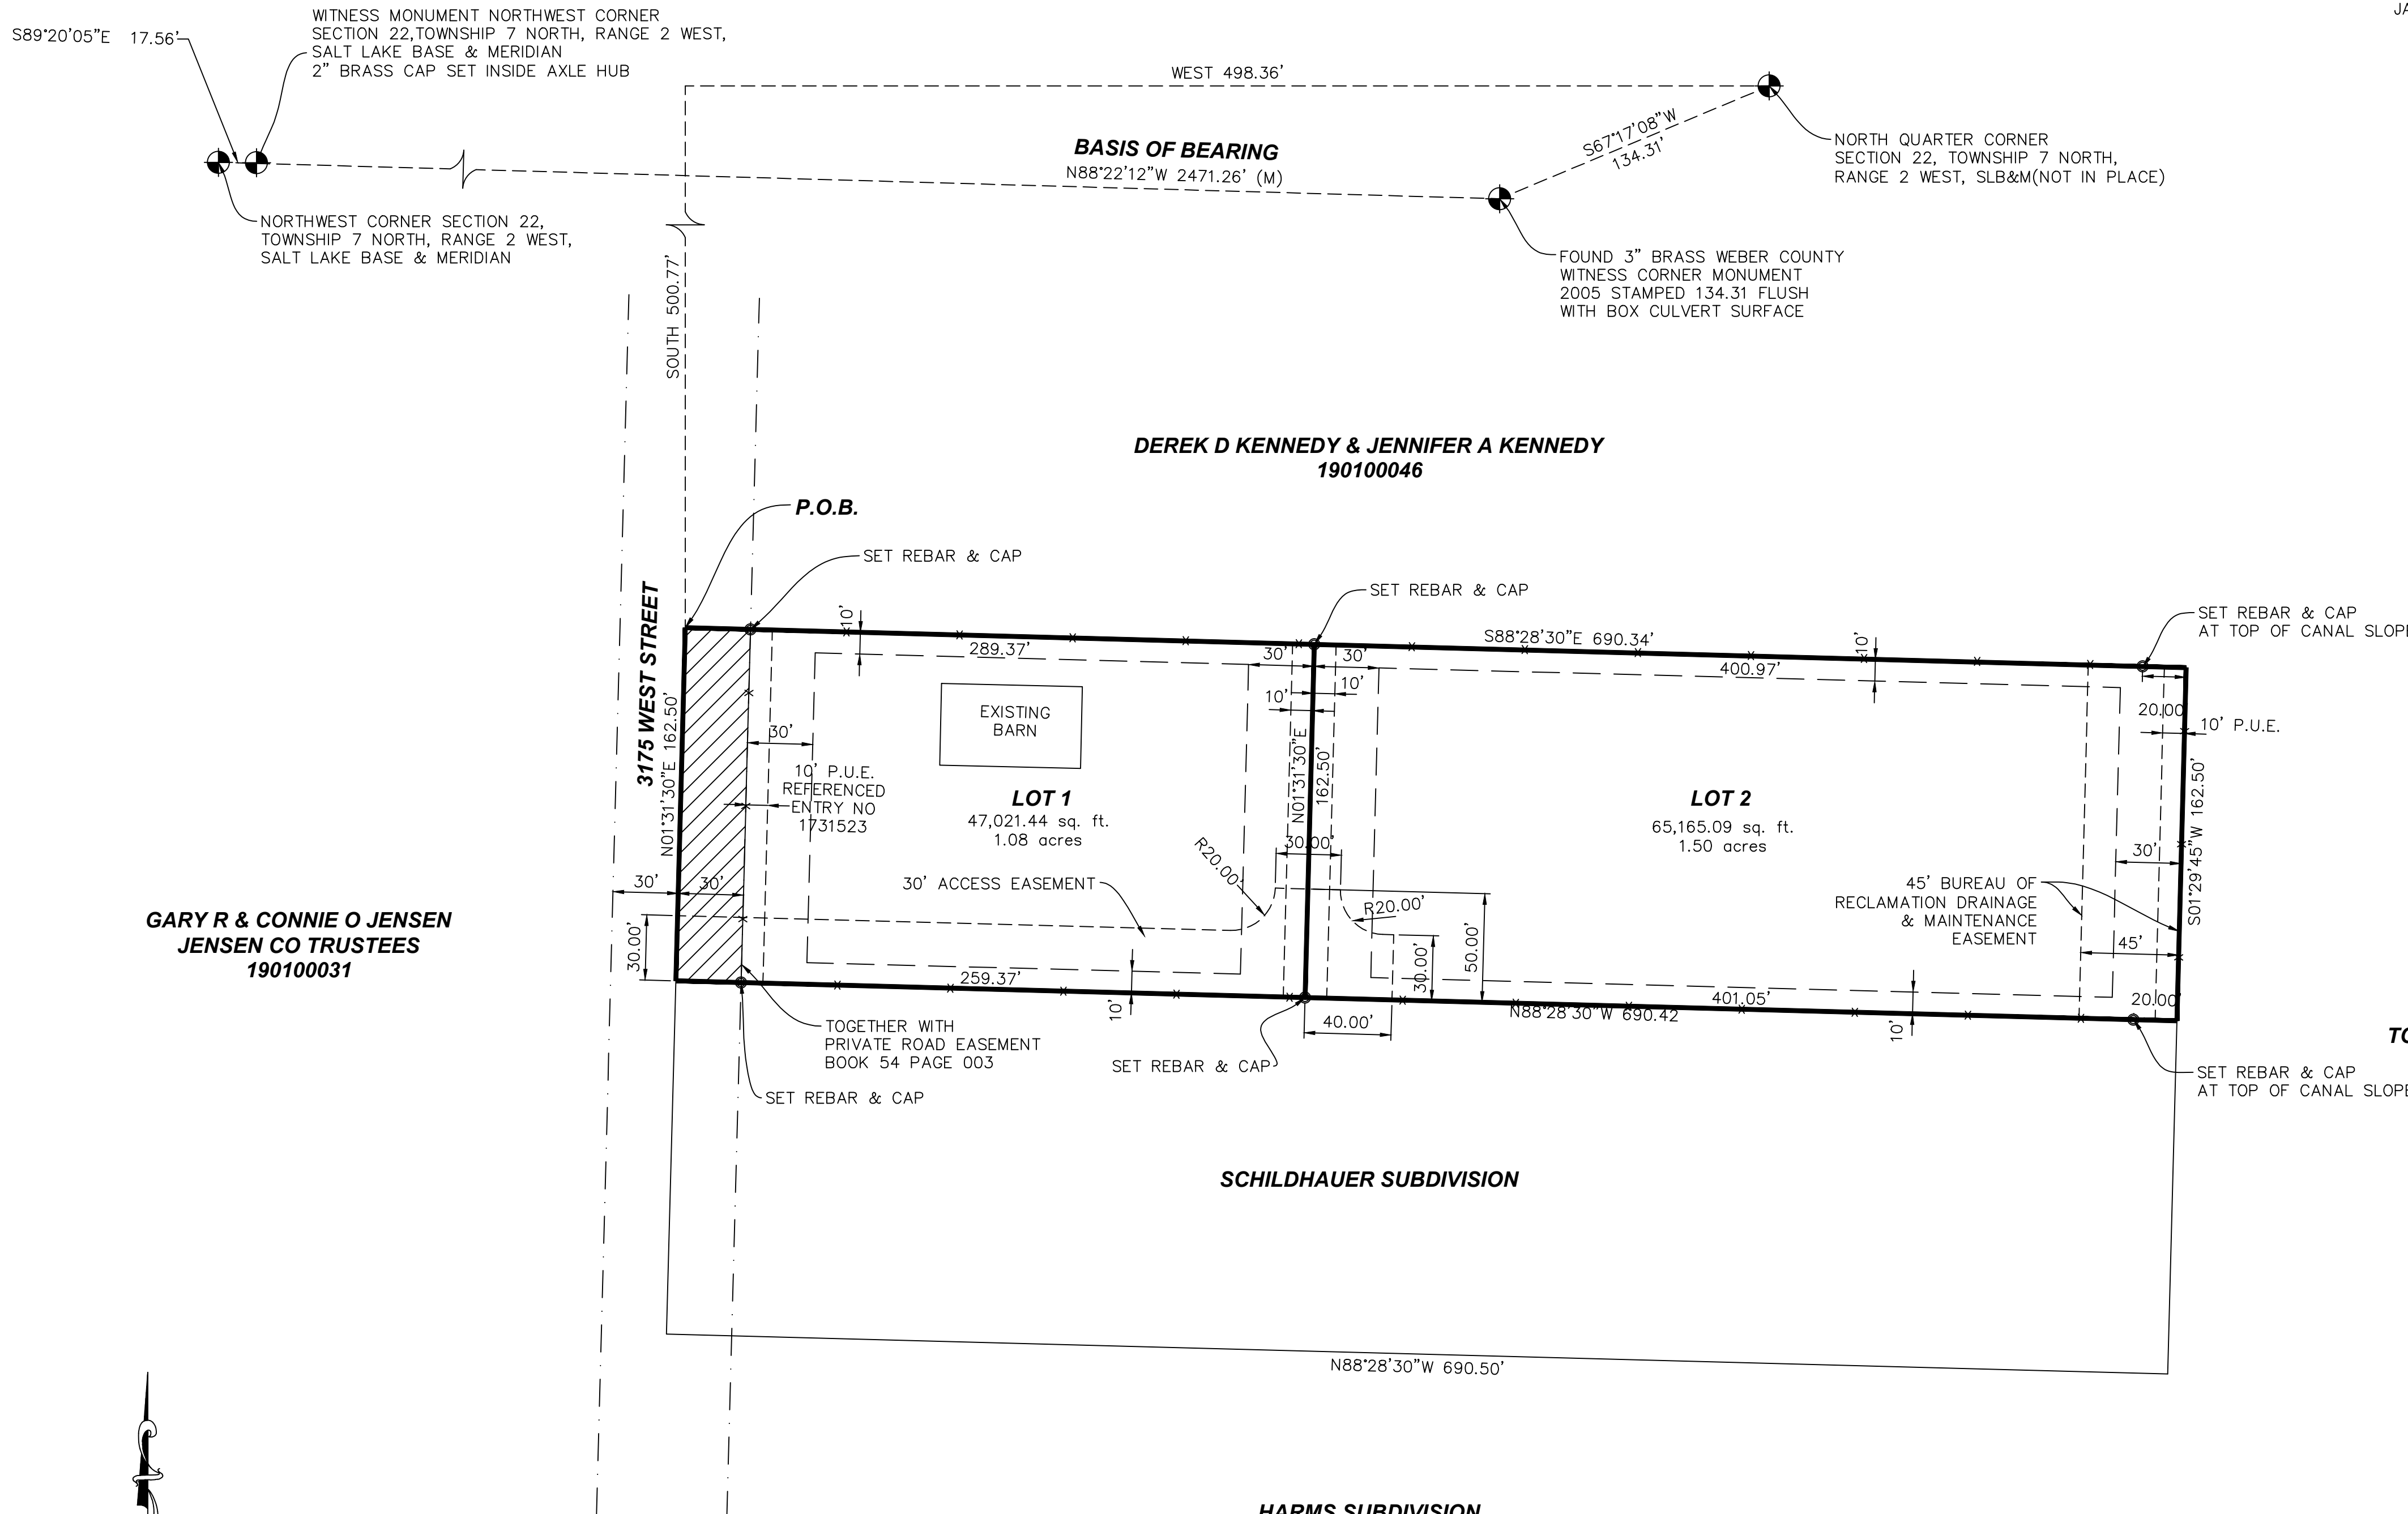 JA
S89°20'05"E 17.56'
WITNESS MONUMENT NORTHWEST CORNER
SECTION 22,TOWNSHIP 7 NORTH, RANGE 2 WEST,
SALT LAKE BASE & MERIDIAN
2" BRASS CAP SET INSIDE AXLE HUB
WEST 498.36'
BASIS OF BEARING
N88°22'12"W 2471.26' (M)
S67°17'08"W
134.31'
NORTH QUARTER CORNER
SECTION 22, TOWNSHIP 7 NORTH,
RANGE 2 WEST, SLB&M(NOT IN PLACE)
NORTHWEST CORNER SECTION 22,
TOWNSHIP 7 NORTH, RANGE 2 WEST,
SALT LAKE BASE & MERIDIAN
FOUND 3" BRASS WEBER COUNTY
WITNESS CORNER MONUMENT
2005 STAMPED 134.31 FLUSH
WITH BOX CULVERT SURFACE
SOUTH 500.77'
DEREK D KENNEDY & JENNIFER A KENNEDY
190100046
P.O.B.
SET REBAR & CAP
SET REBAR & CAP
SET REBAR & CAP
AT TOP OF CANAL SLOPE
3175 WEST STREET
N01°31'30"E 162.50'
10'
289.37'
30'
30'
S88°28'30"E 690.34'
400.97'
10'
10'
10'
20.00
10' P.U.E.
EXISTING
BARN
30'
10' P.U.E.
REFERENCED
ENTRY NO
1731523
LOT 1
47,021.44 sq. ft.
1.08 acres
N01°31'30"E
162.50'
LOT 2
65,165.09 sq. ft.
1.50 acres
S01°29'45"W 162.50'
30'
30.00'
R20.00'
R20.00'
30' ACCESS EASEMENT
45' BUREAU OF
RECLAMATION DRAINAGE
& MAINTENANCE
EASEMENT
45'
30'
30'
30.00'
GARY R & CONNIE O JENSEN
JENSEN CO TRUSTEES
190100031
259.37'
10'
30.00'
50.00'
40.00'
401.05'
N88°28'30"W 690.42
10'
20.00'
TOGETHER WITH
PRIVATE ROAD EASEMENT
BOOK 54 PAGE 003
SET REBAR & CAP
SET REBAR & CAP
TO
SET REBAR & CAP
AT TOP OF CANAL SLOPE
SCHILDHAUER SUBDIVISION
N88°28'30"W 690.50'
HARMS SUBDIVISION